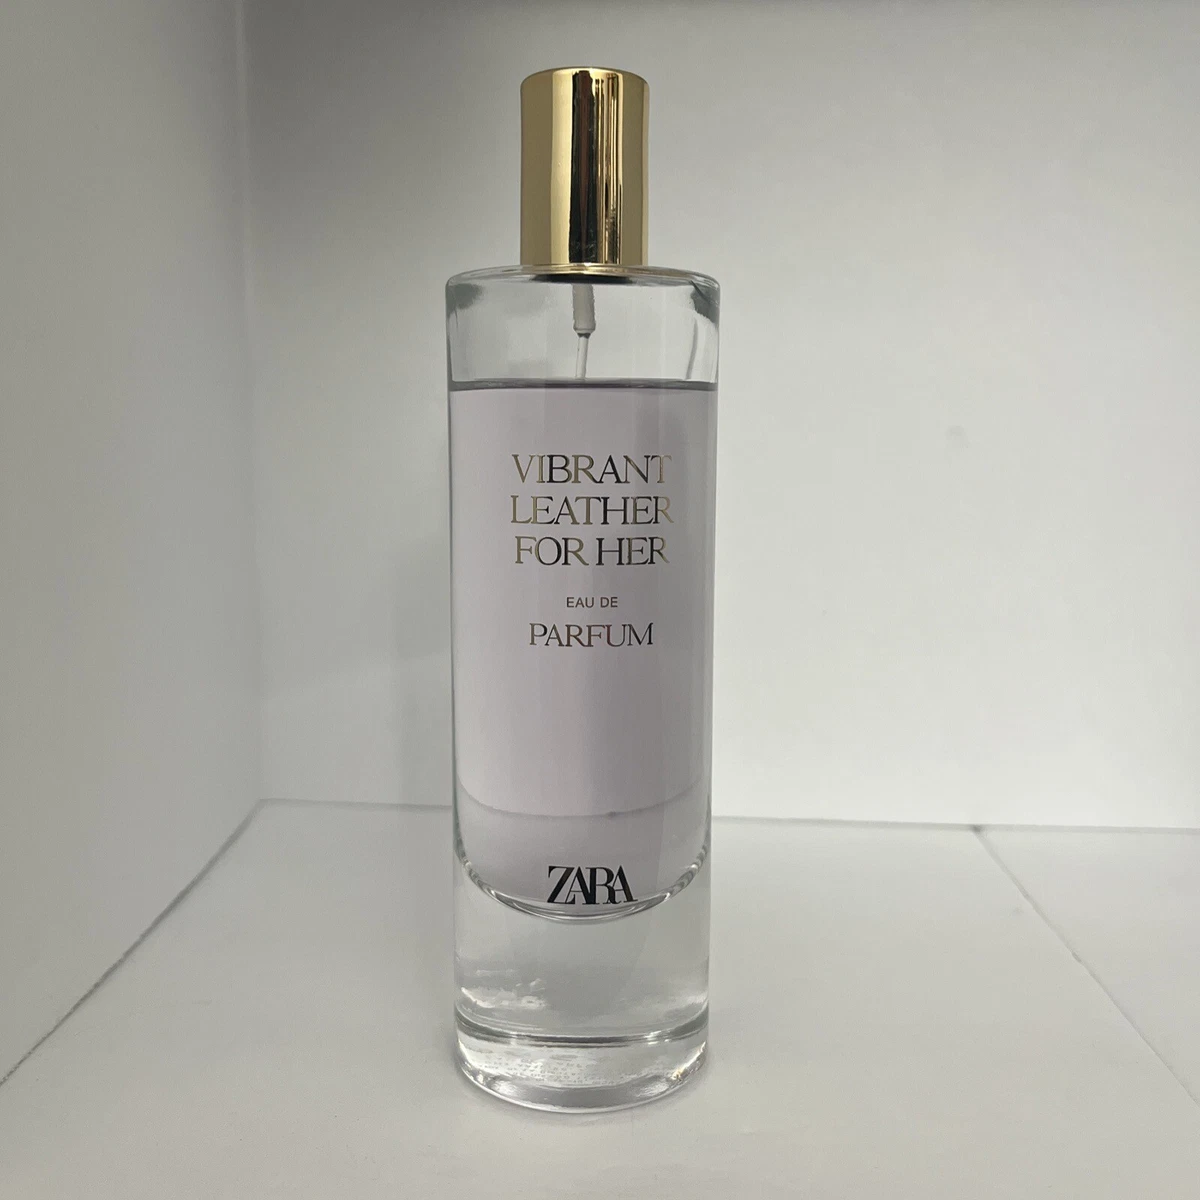 VIBRANT
LEATHER
FOR HER
EAU DE
PARFUM
ZARA